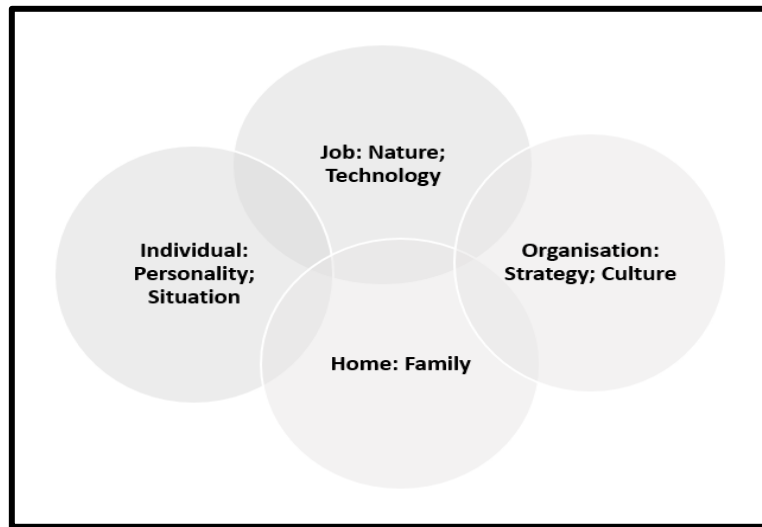 Job: Nature;
Technology
Individual:
Personality;
Situation
Organisation:
Strategy; Culture
Home: Family